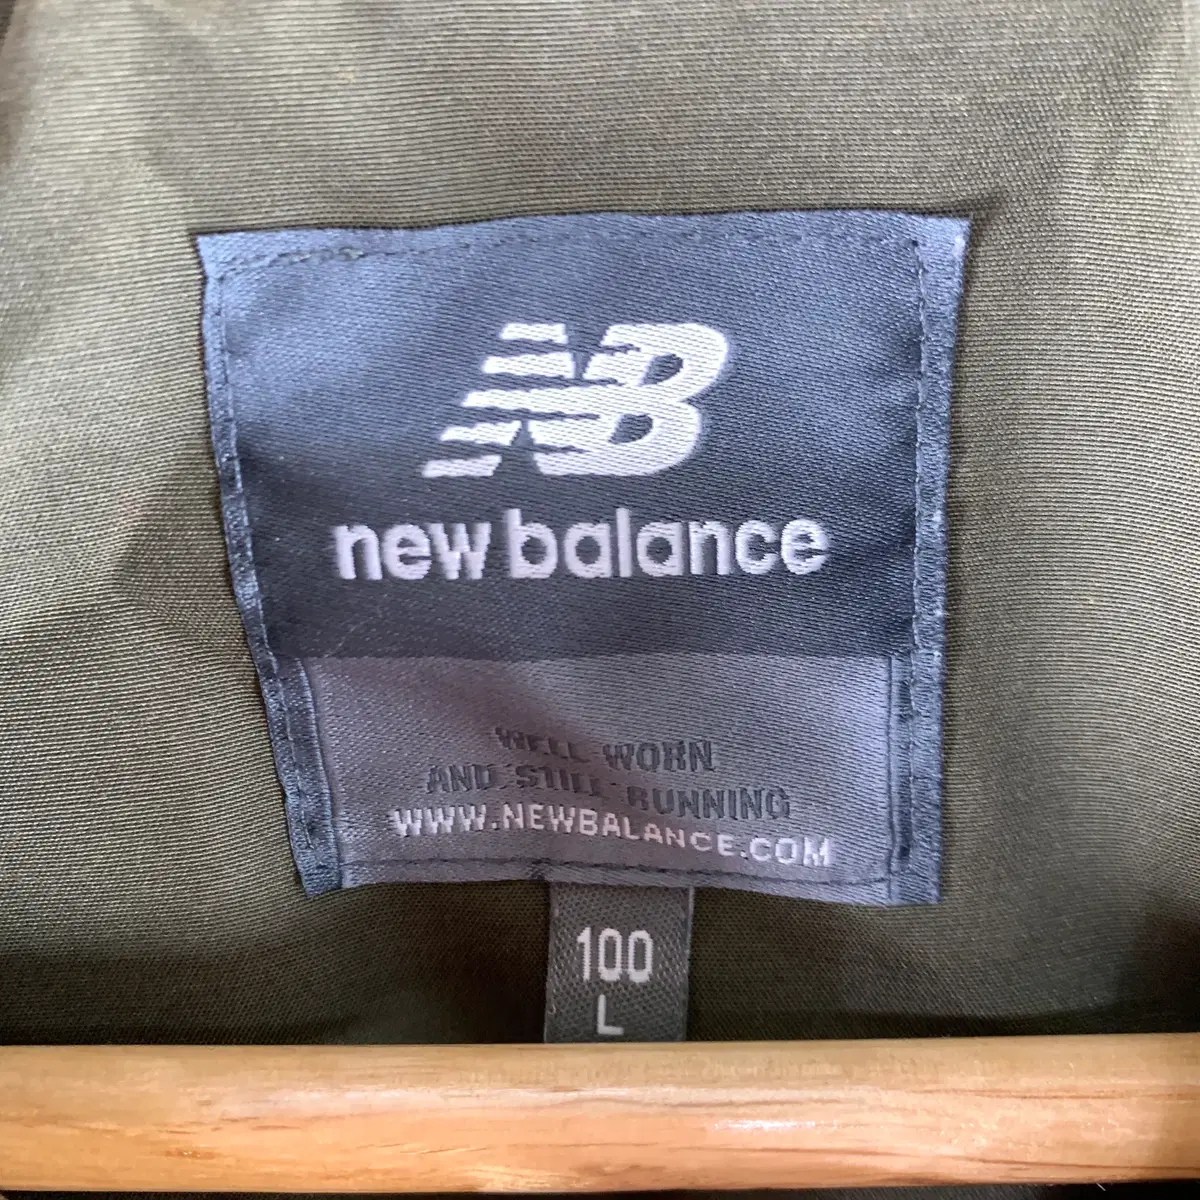 NB
new balance
WELL WORN
AND STILL RUNNING
WWW.NEWBALANCE.COM
100
L